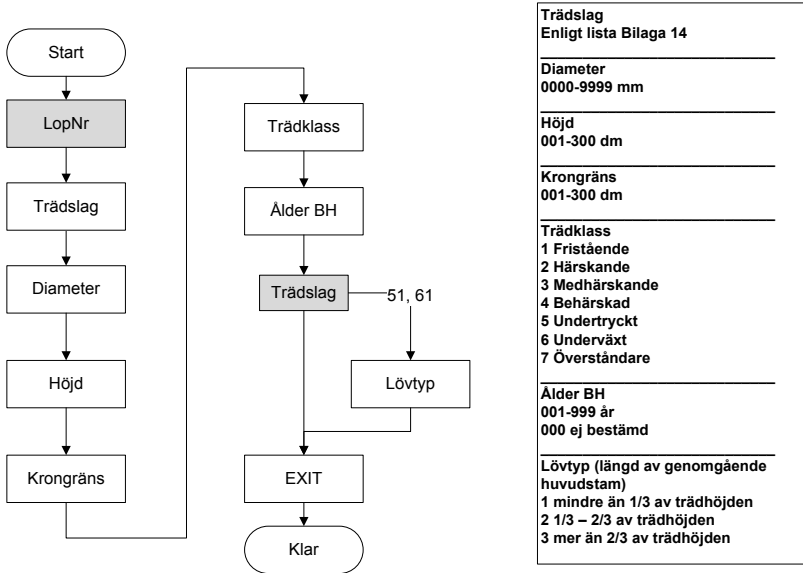 Start
LopNr
Trädslag
Diameter
Höjd
Krongräns
Trädklass
Ålder BH
Trädslag
51, 61
Lövtyp
EXIT
Klar
Trädslag
Enligt lista Bilaga 14
Diameter
0000-9999 mm
Höjd
001-300 dm
Krongräns
001-300 dm
Trädklass
1 Fristående
2 Härskande
3 Medhärskande
4 Behärskad
5 Undertryckt
6 Underväxt
7 Överståndare
Ålder BH
001-999 år
000 ej bestämd
Lövtyp (längd av genomgående
huvudstam)
1 mindre än 1/3 av trädhöjden
2 1/3 – 2/3 av trädhöjden
3 mer än 2/3 av trädhöjden